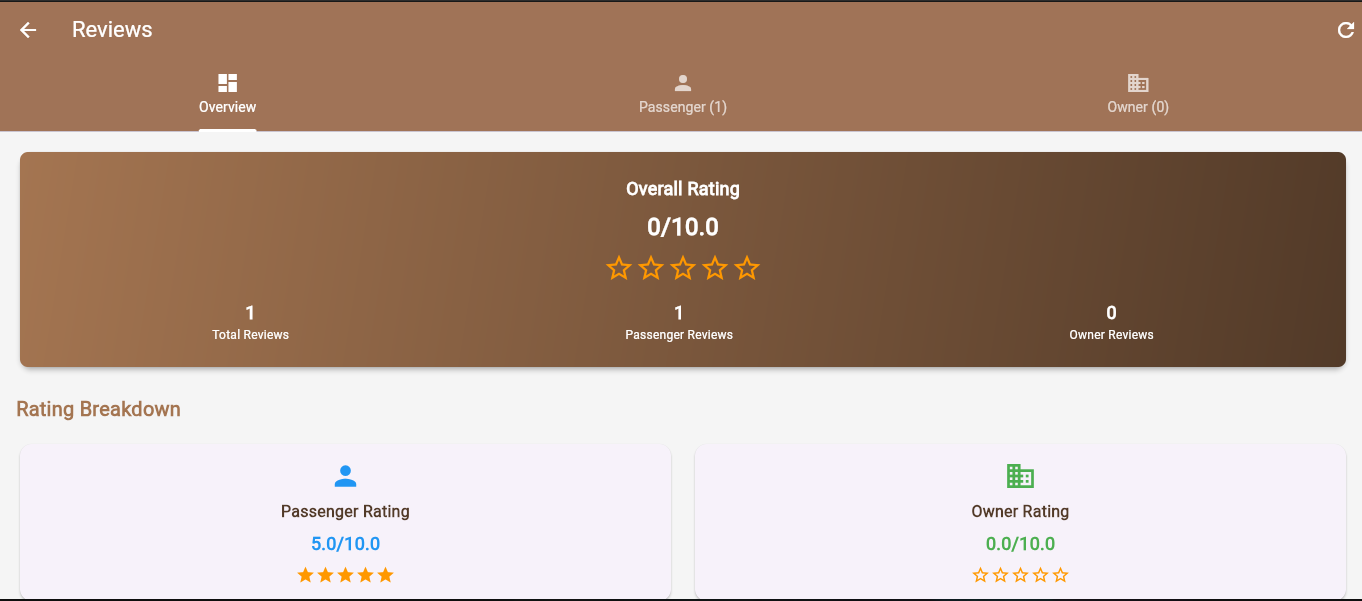 Reviews
Overview
Passenger (1)
Owner (0)
Overall Rating
0/10.0
1
Total Reviews
1
Passenger Reviews
0
Owner Reviews
Rating Breakdown
Passenger Rating
5.0/10.0
Owner Rating
0.0/10.0